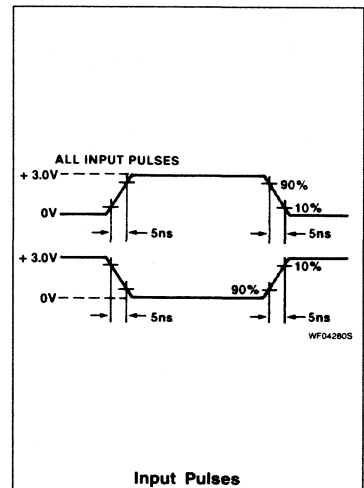 ALL INPUT PULSES
+ 3.0V
90%
10%
0V
5ns
5ns
+ 3.0V
10%
0V
90%
WF04280S
5ns
5ns
Input Pulses